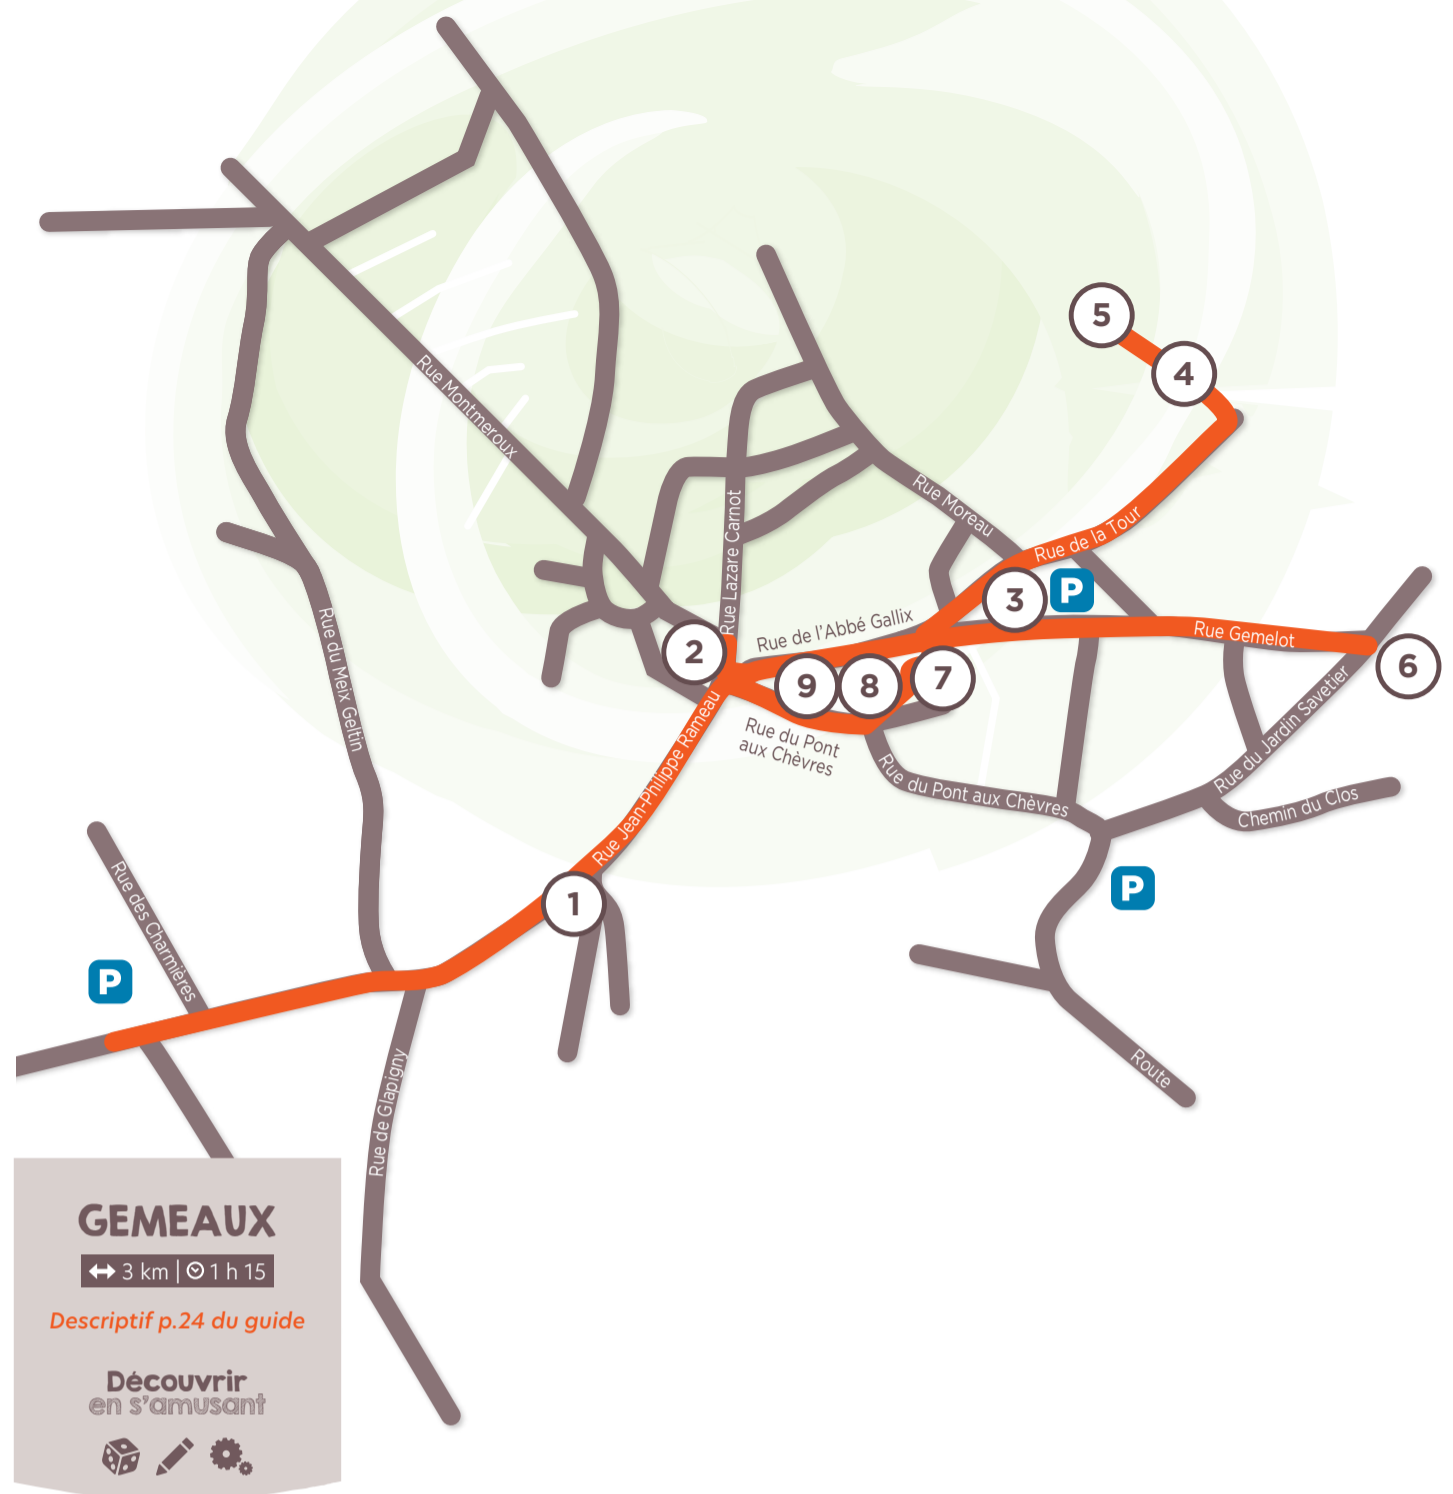 5
4
Rue Montmeroux
Rue Lazare Carnot
Rue Moreau
Rue de la Tour
P
3
Rue de l'Abbé Gallix
Rue Gemelot
2
9
8
7
6
Rue du Meix Geltin
Rue Jean-Philippe Rameau
Rue du Pont
aux Chèvres
Rue du Pont aux Chèvres
Rue du Jardin Savetier
Chemin du Clos
1
P
Rue des Charmières
P
Rue de Glapigny
Route
GEMEAUX
3 km | 1 h 15
Descriptif p.24 du guide
Découvrir
en s'amusant